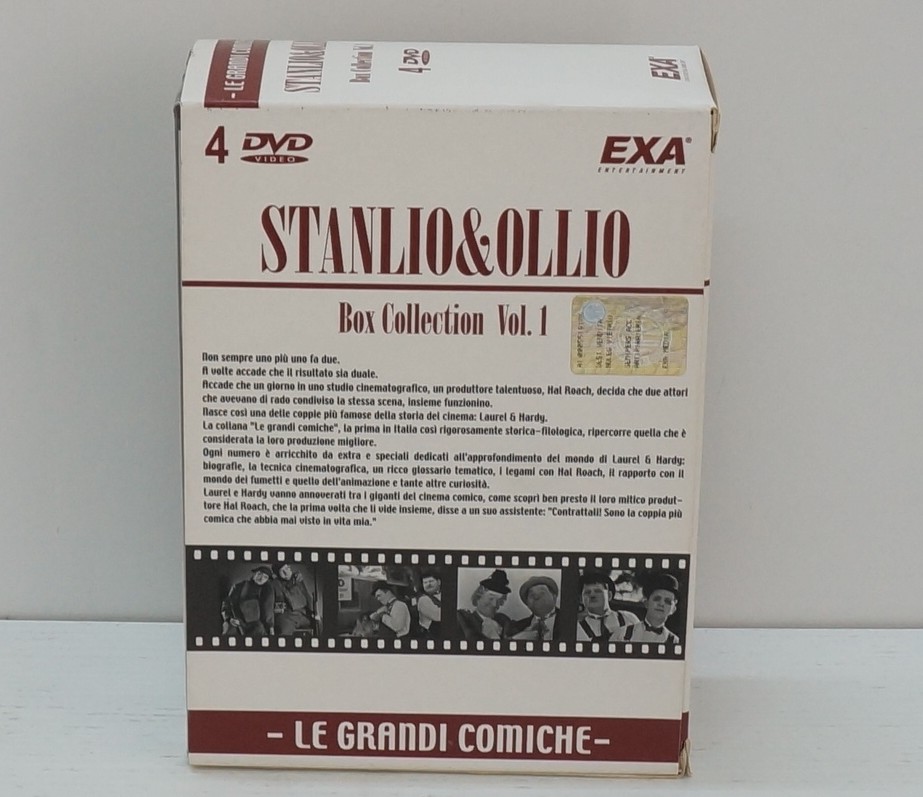 - LE GRANDI COMICHE
STANLIO&OLLIO
Box Collection Vol. 1
4 DVD
EXA
4 DVD
VIDEO
EXA®
ENTERTAINMENT
STANLIO&OLLIO
Box Collection Vol. 1
Non sempre uno più uno fa due.
A volte accade che il risultato sia duale.
Accade che un giorno in uno studio cinematografico, un produttore talentuoso, Hal Roach, decida che due attori
che avevano di rado condiviso la stessa scena, insieme funzionino.
Nasce così una delle coppie più famose della storia del cinema: Laurel & Hardy.
La collana "Le grandi comiche", la prima in Italia così rigorosamente storica-filologica, ripercorre quella che è
considerata la loro produzione migliore.
Ogni numero è arricchito da extra e speciali dedicati all'approfondimento del mondo di Laurel & Hardy:
biografie, la tecnica cinematografica, un ricco glossario tematico, i legami con Hal Roach, il rapporto con il
mondo dei fumetti e quello dell'animazione e tante altre curiosità.
Laurel e Hardy vanno annoverati tra i giganti del cinema comico, come scoprì ben presto il loro mitico produt-
tore Hal Roach, che la prima volta che li vide insieme, disse a un suo assistente: "Contrattali! Sono la coppia più
comica che abbia mai visto in vita mia."
- LE GRANDI COMICHE-